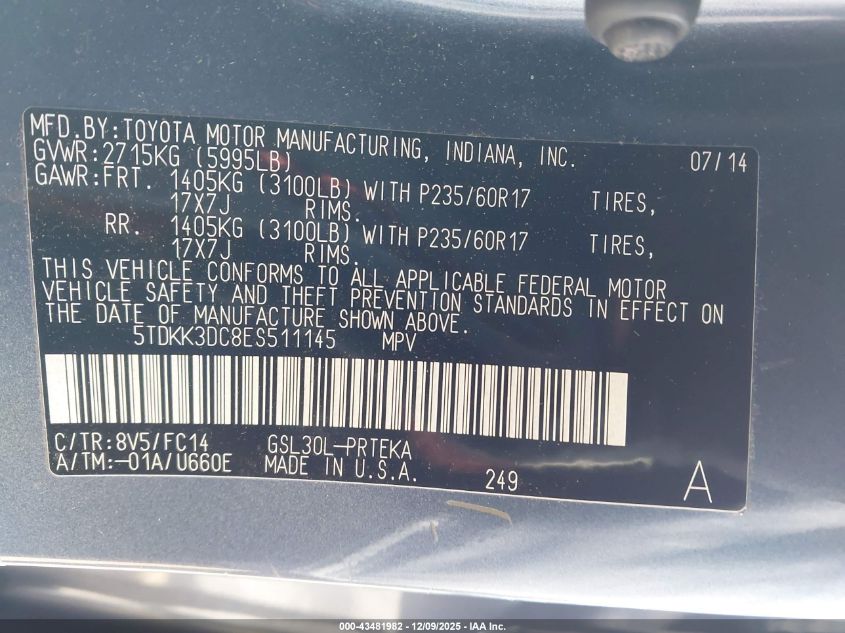 MFD.BY:TOYOTA MOTOR MANUFACTURING, INDIANA, INC. 07/14
GVWR:2715KG (5995LB)
GAWR:FRT. 1405KG (3100LB) WITH P235/60R17 TIRES,
17X7J RIMS.
RR. 1405KG (3100LB) WITH P235/60R17 TIRES,
17X7J RIMS.
THIS VEHICLE CONFORMS TO ALL APPLICABLE FEDERAL MOTOR
VEHICLE SAFETY AND THEFT PREVENTION STANDARDS IN EFFECT ON
THE DATE OF MANUFACTURE SHOWN ABOVE.
5TDKK3DC8ES511145 MPV
C/TR:8V5/FC14 GSL30L-PRTEKA
A/TM:-01A/U660E MADE IN U.S.A. 249 A
000-43481982 - 12/09/2025 - IAA Inc.